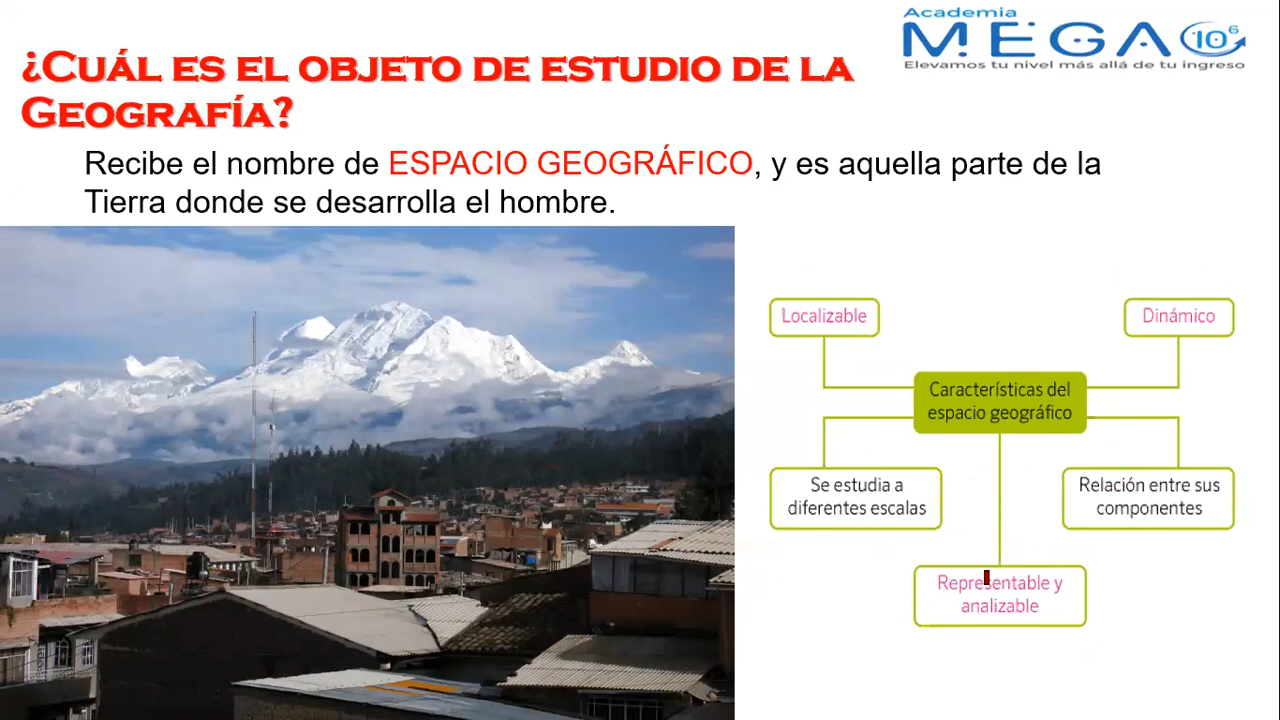 Academia
MEGA 10⁶
Elevamos tu nivel más allá de tu ingreso
¿CUÁL ES EL OBJETO DE ESTUDIO DE LA
GEOGRAFÍA?
Recibe el nombre de ESPACIO GEOGRÁFICO, y es aquella parte de la
Tierra donde se desarrolla el hombre.
Localizable
Dinámico
Características del
espacio geográfico
Se estudia a
diferentes escalas
Relación entre sus
componentes
Representable y
analizable